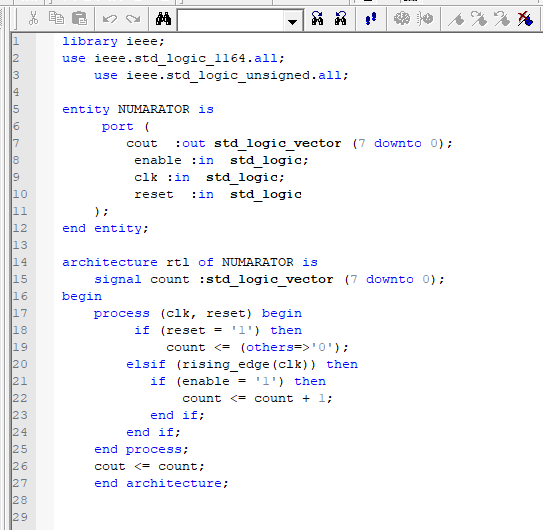 1 library ieee;
2 use ieee.std_logic_1164.all;
3 use ieee.std_logic_unsigned.all;
4
5 entity NUMARATOR is
6 port (
7 cout :out std_logic_vector (7 downto 0);
8 enable :in std_logic;
9 clk :in std_logic;
10 reset :in std_logic
11 );
12 end entity;
13
14 architecture rtl of NUMARATOR is
15 signal count :std_logic_vector (7 downto 0);
16 begin
17 process (clk, reset) begin
18 if (reset = '1') then
19 count <= (others=>'0');
20 elsif (rising_edge(clk)) then
21 if (enable = '1') then
22 count <= count + 1;
23 end if;
24 end if;
25 end process;
26 cout <= count;
27 end architecture;
28
29